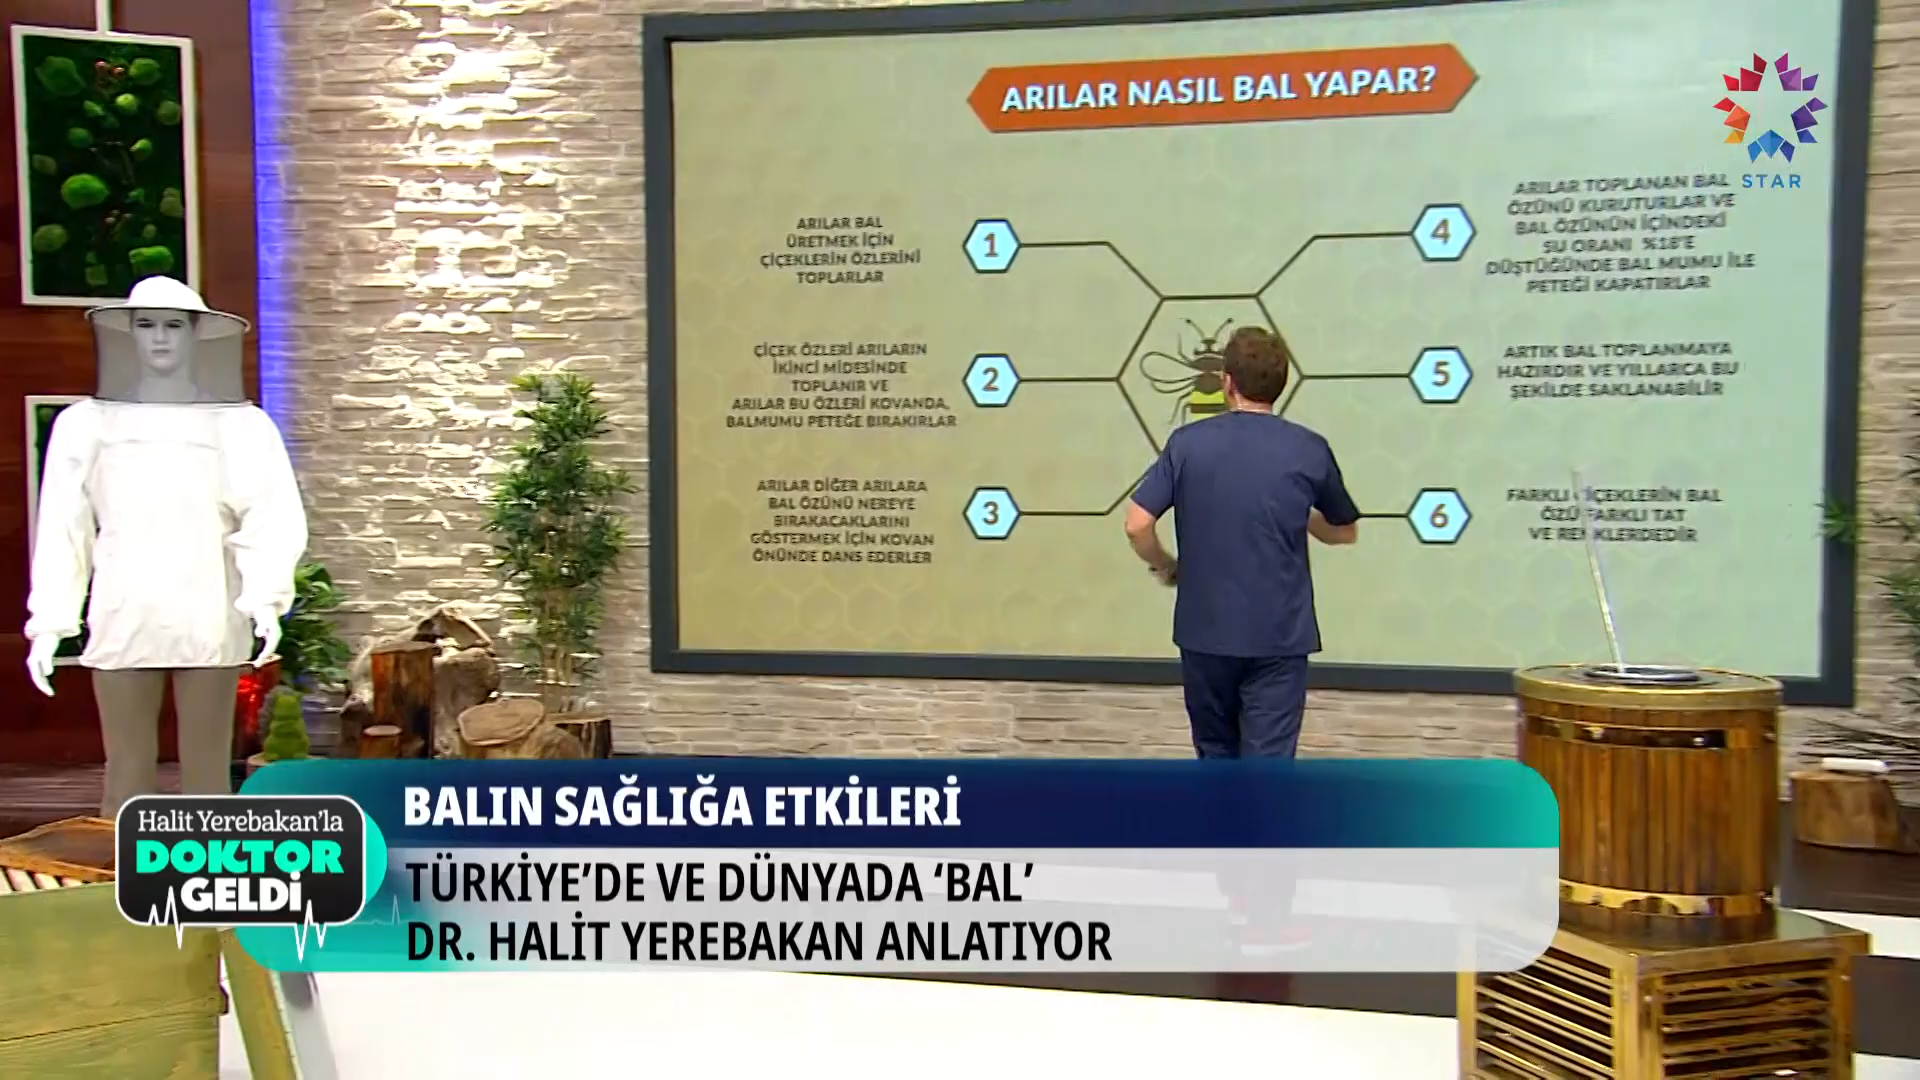 ARILAR NASIL BAL YAPAR?
STAR
1
ARILAR BAL
ÜRETMEK İÇİN
ÇİÇEKLERİN ÖZLERİNİ
TOPLARLAR
2
ÇİÇEK ÖZLERİ ARILARIN
İKİNCİ MİDESİNDE
TOPLANIR VE
ARILAR BU ÖZLERİ KOVANDA,
BALMUMU PETEĞE BIRAKIRLAR
3
ARILAR DİĞER ARILARA
BAL ÖZÜNÜ NEREYE
BIRAKACAKLARINI
GÖSTERMEK İÇİN KOVAN
ÖNÜNDE DANS EDERLER
4
ARILAR TOPLANAN BAL
ÖZÜNÜ KURUTURLAR VE
BAL ÖZÜNÜN İÇİNDEKİ
SU ORANI %18'E
DÜŞTÜĞÜNDE BAL MUMU İLE
PETEĞİ KAPATIRLAR
5
ARTIK BAL TOPLANMAYA
HAZIRDIR VE YILLARCA BU
ŞEKİLDE SAKLANABİLİR
6
FARKLI ÇİÇEKLERİN BAL
ÖZÜ FARKLI TAT
VE RENKLERDEDİR
Halit Yerebakan'la
DOKTOR
GELDİ
BALIN SAĞLIĞA ETKİLERİ
TÜRKİYE'DE VE DÜNYADA ‘BAL’
DR. HALİT YEREBAKAN ANLATIYOR